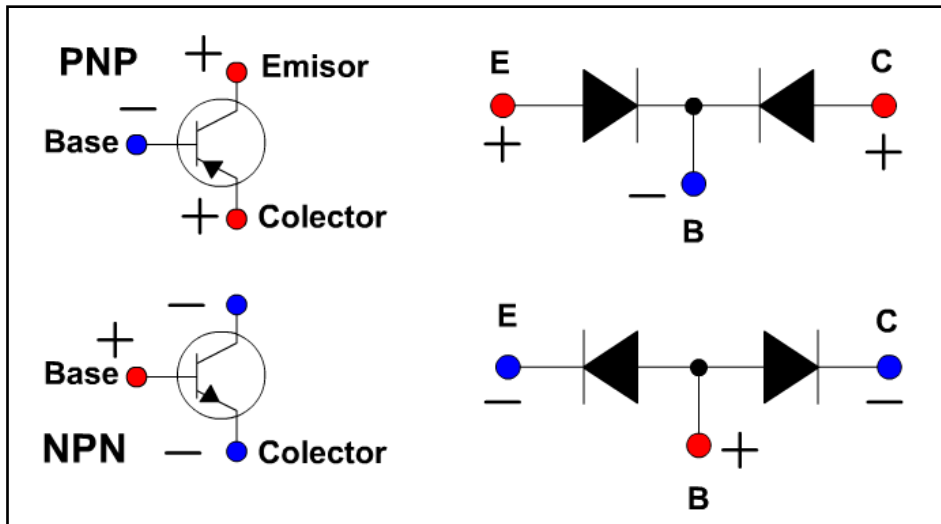 PNP
+
Emisor
−
Base
+
Colector
E
C
+
+
−
B
−
+
Base
NPN
−
Colector
E
C
−
−
+
B